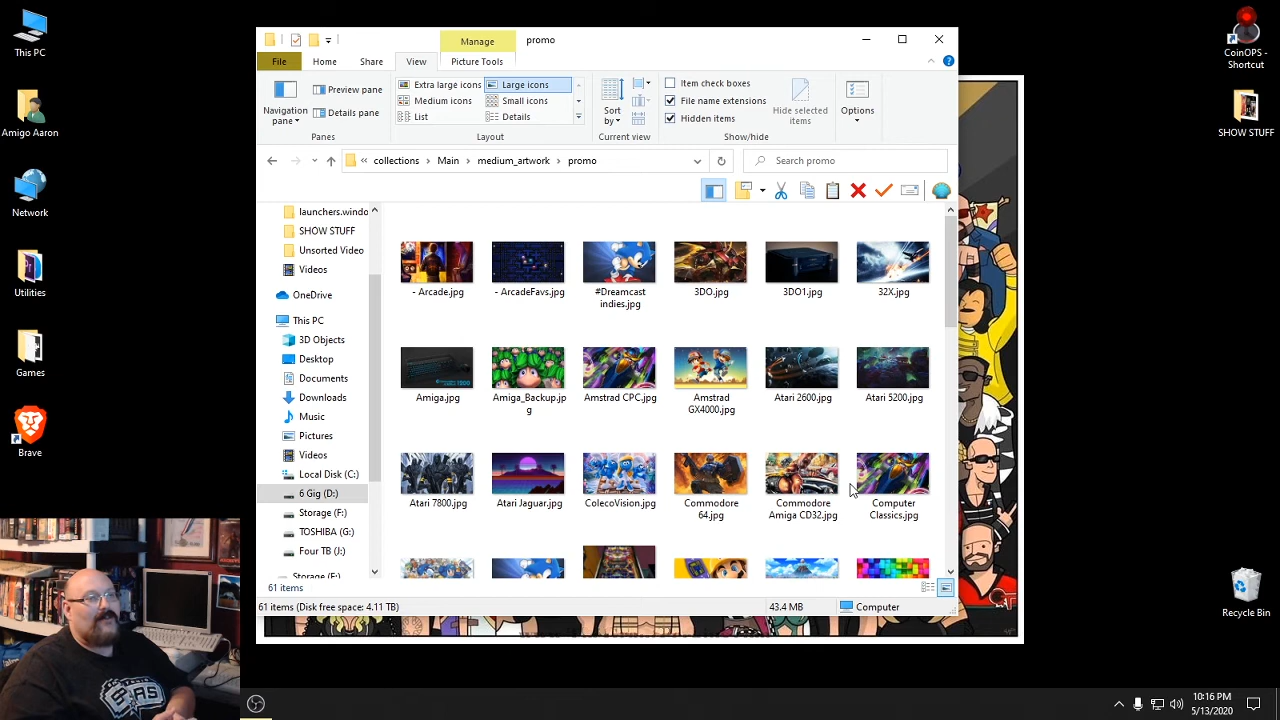 This PC
Amigo Aaron
Network
Utilities
Games
Brave
Manage
promo
File
Home
Share
View
Picture Tools
Navigation
pane
Preview pane
Details pane
Panes
Extra large icons
Large icons
Medium icons
Small icons
List
Details
Layout
Sort
by
Current view
Item check boxes
File name extensions
Hidden items
Hide selected
items
Show/hide
Options
« collections > Main > medium_artwork > promo
Search promo
launchers.windo
SHOW STUFF
Unsorted Video
Videos
OneDrive
This PC
3D Objects
Desktop
Documents
Downloads
Music
Pictures
Videos
Local Disk (C:)
6 Gig (D:)
Storage (F:)
TOSHIBA (G:)
Four TB (J:)
Storage (F:)
- Arcade.jpg
- ArcadeFavs.jpg
#Dreamcast
indies.jpg
3DO.jpg
3DO1.jpg
32X.jpg
Amiga.jpg
Amiga_Backup.jp
g
Amstrad CPC.jpg
Amstrad
GX4000.jpg
Atari 2600.jpg
Atari 5200.jpg
Atari 7800.jpg
Atari Jaguar.jpg
ColecoVision.jpg
Commodore
64.jpg
Commodore
Amiga CD32.jpg
Computer
Classics.jpg
61 items
61 items (Disk free space: 4.11 TB)
43.4 MB
Computer
CoinOPS -
Shortcut
SHOW STUFF
Recycle Bin
10:16 PM
5/13/2020